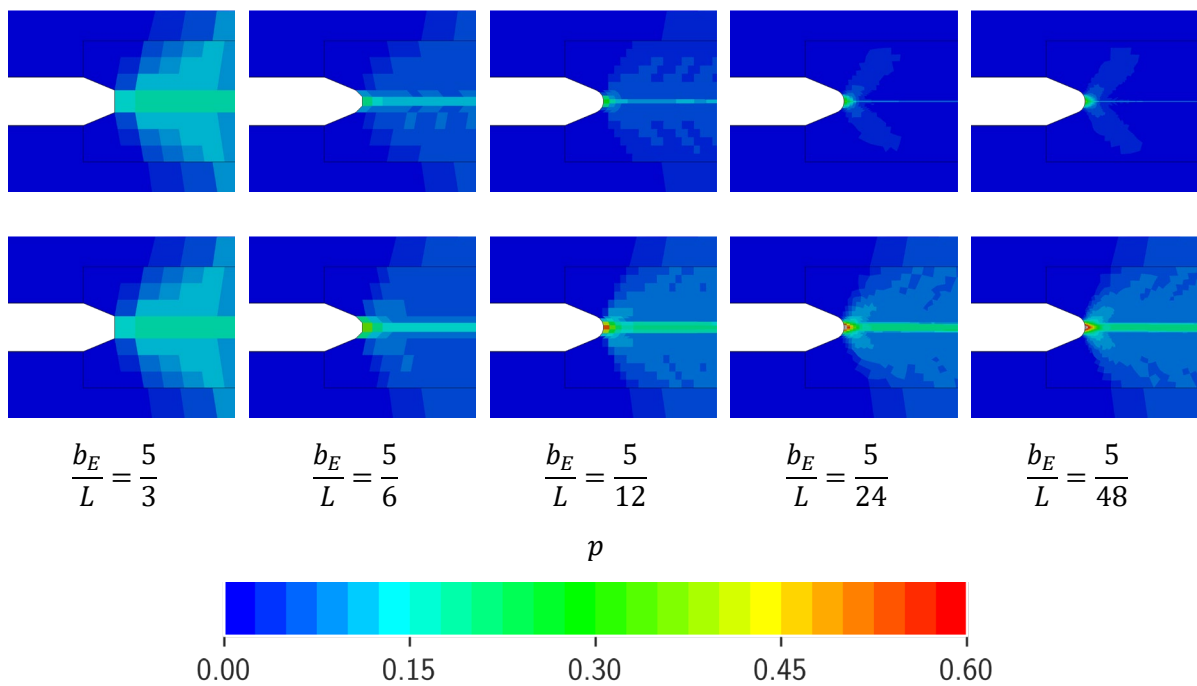 b_E/L = 5/3
b_E/L = 5/6
b_E/L = 5/12
b_E/L = 5/24
b_E/L = 5/48
p
0.00 0.15 0.30 0.45 0.60